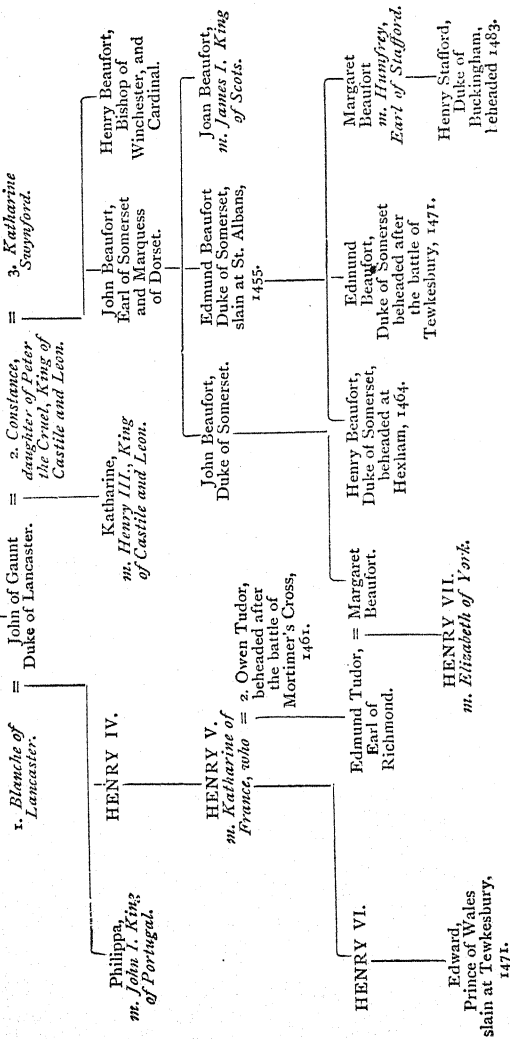 1. Blanche of
Lancaster.
=
John of Gaunt
Duke of Lancaster.
=
2. Constance,
daughter of Peter
the Cruel, King of
Castile and Leon.
=
3. Katharine
Swynford.
Philippa,
m. John I. King
of Portugal.
HENRY IV.
Katharine,
m. Henry III., King
of Castile and Leon.
John Beaufort,
Earl of Somerset
and Marquess
of Dorset.
Henry Beaufort,
Bishop of
Winchester, and
Cardinal.
HENRY V.
m. Katharine of
France, who
= 2. Owen Tudor,
beheaded after
the battle of
Mortimer's Cross,
1461.
John Beaufort,
Duke of Somerset.
Edmund Beaufort
Duke of Somerset,
slain at St. Albans,
1455.
Joan Beaufort,
m. James I. King
of Scots.
HENRY VI.
Edmund Tudor,
Earl of
Richmond.
= Margaret
Beaufort.
Henry Beaufort,
Duke of Somerset,
beheaded at
Hexham, 1464.
Edmund
Beaufort,
Duke of Somerset
beheaded after
the battle of
Tewkesbury, 1471.
Margaret
Beaufort
m. Humfrey,
Earl of Stafford.
Edward,
Prince of Wales
slain at Tewkesbury,
1471.
HENRY VII.
m. Elizabeth of York.
Henry Stafford,
Duke of
Buckingham,
beheaded 1483.